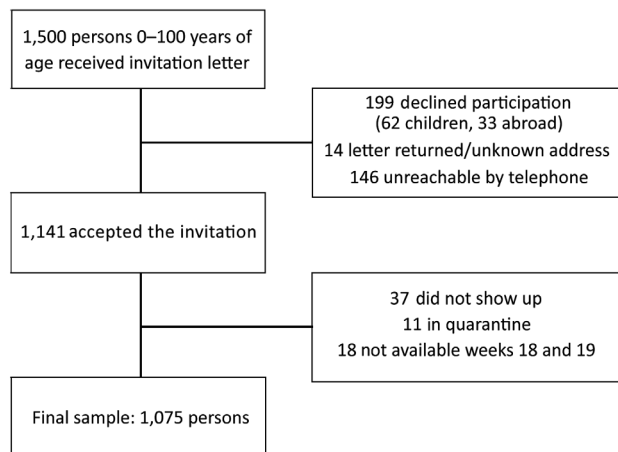 1,500 persons 0–100 years of
age received invitation letter
199 declined participation
(62 children, 33 abroad)
14 letter returned/unknown address
146 unreachable by telephone
1,141 accepted the invitation
37 did not show up
11 in quarantine
18 not available weeks 18 and 19
Final sample: 1,075 persons